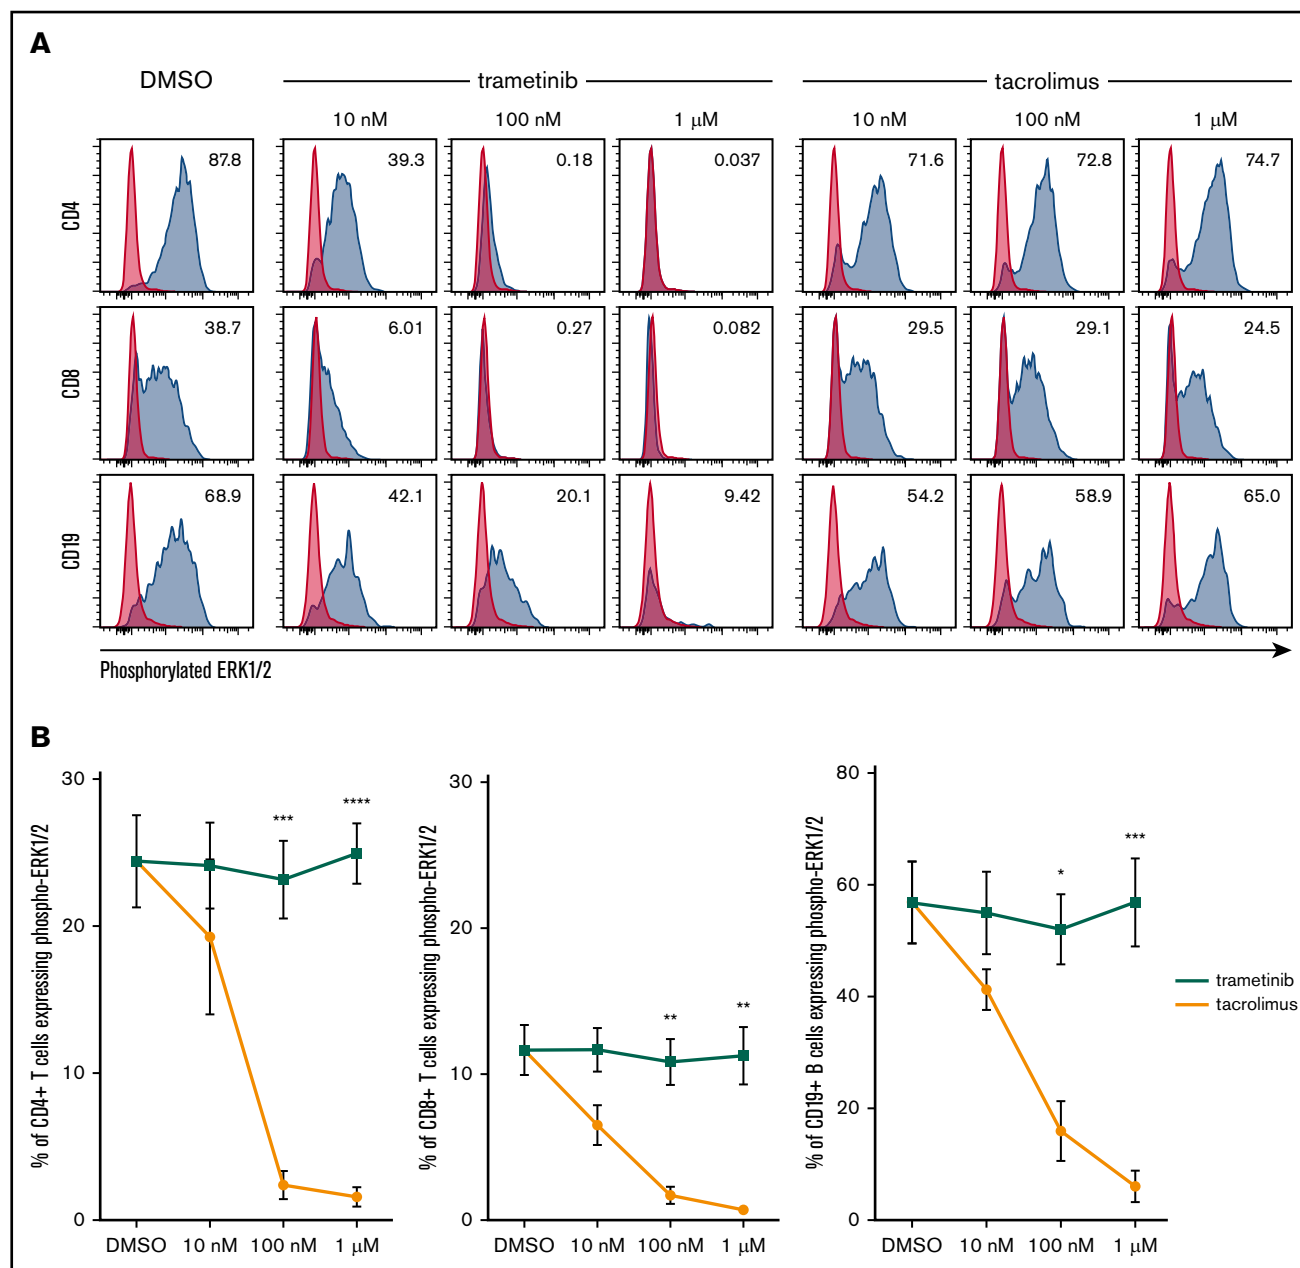 A
DMSO trametinib tacrolimus
10 nM 100 nM 1 μM 10 nM 100 nM 1 μM
CD4 87.8 39.3 0.18 0.037 71.6 72.8 74.7
CD8 38.7 6.01 0.27 0.082 29.5 29.1 24.5
CD19 68.9 42.1 20.1 9.42 54.2 58.9 65.0
Phosphorylated ERK1/2
B
% of CD4+ T cells expressing phospho-ERK1/2
30
20
10
0
*** ****
DMSO 10 nM 100 nM 1 μM
% of CD8+ T cells expressing phospho-ERK1/2
30
20
10
0
** **
DMSO 10 nM 100 nM 1 μM
% of CD19+ B cells expressing phospho-ERK1/2
80
60
40
20
0
* ***
DMSO 10 nM 100 nM 1 μM
trametinib
tacrolimus